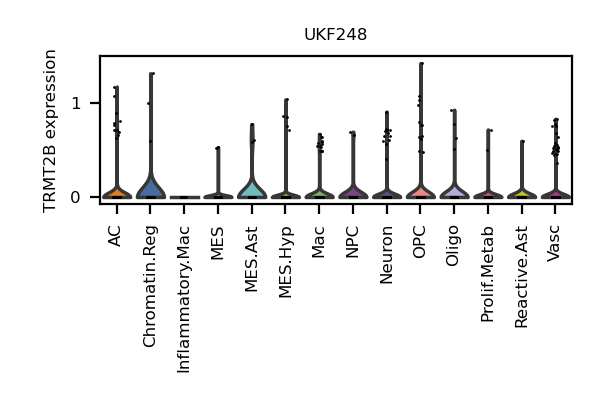 UKF248
TRMT2B expression
1
0
AC
Chromatin.Reg
Inflammatory.Mac
MES
MES.Ast
MES.Hyp
Mac
NPC
Neuron
OPC
Oligo
Prolif.Metab
Reactive.Ast
Vasc